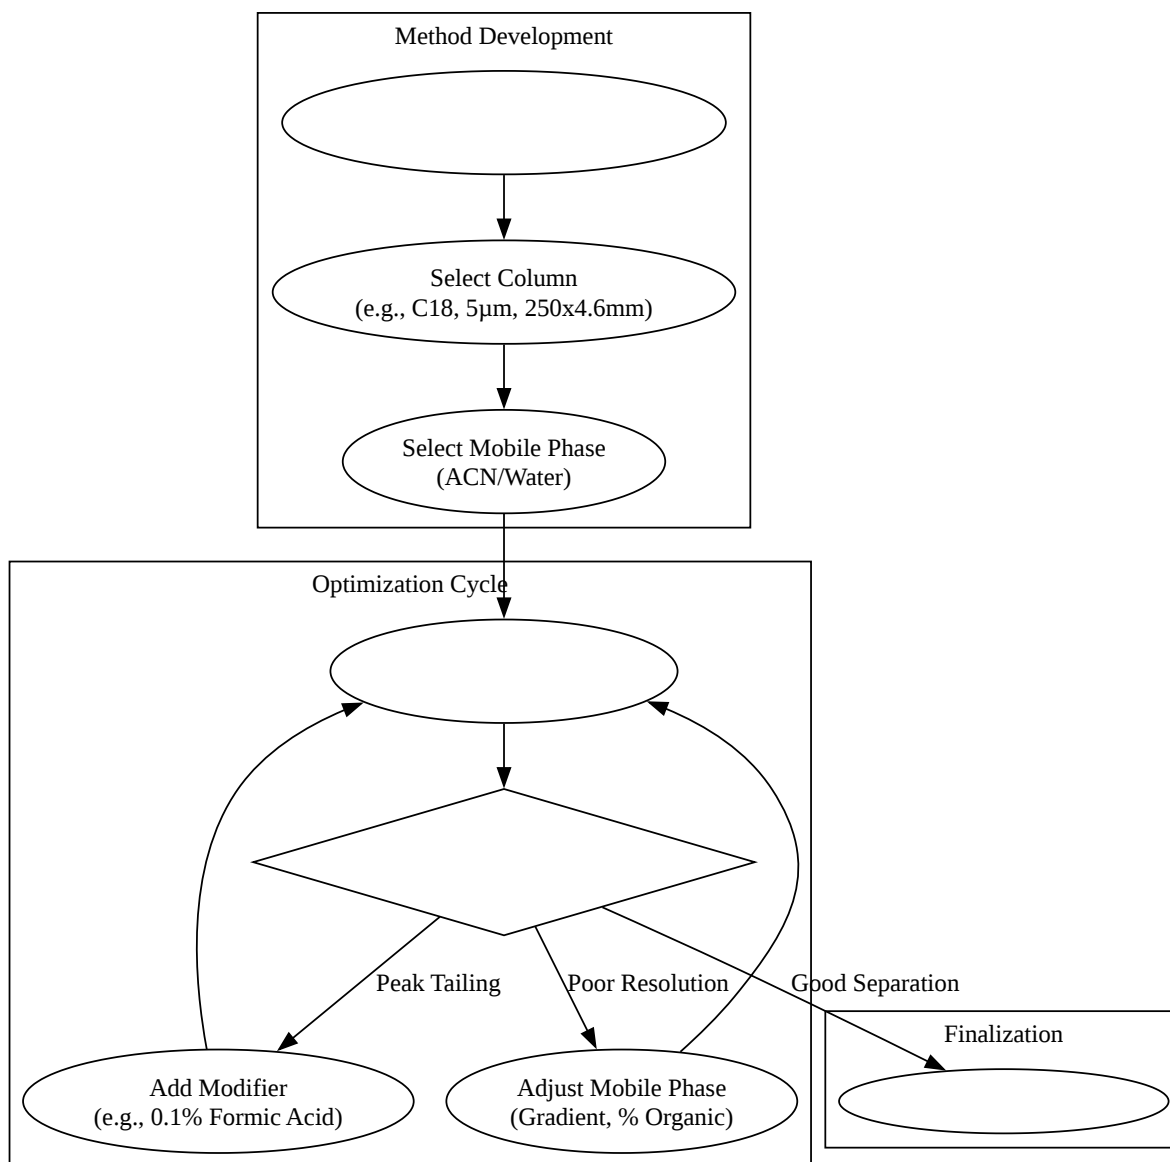 Method Development
Select Column
(e.g., C18, 5µm, 250x4.6mm)
Select Mobile Phase
(ACN/Water)
Optimization Cycle
Peak Tailing
Poor Resolution
Good Separation
Finalization
Add Modifier
(e.g., 0.1% Formic Acid)
Adjust Mobile Phase
(Gradient, % Organic)